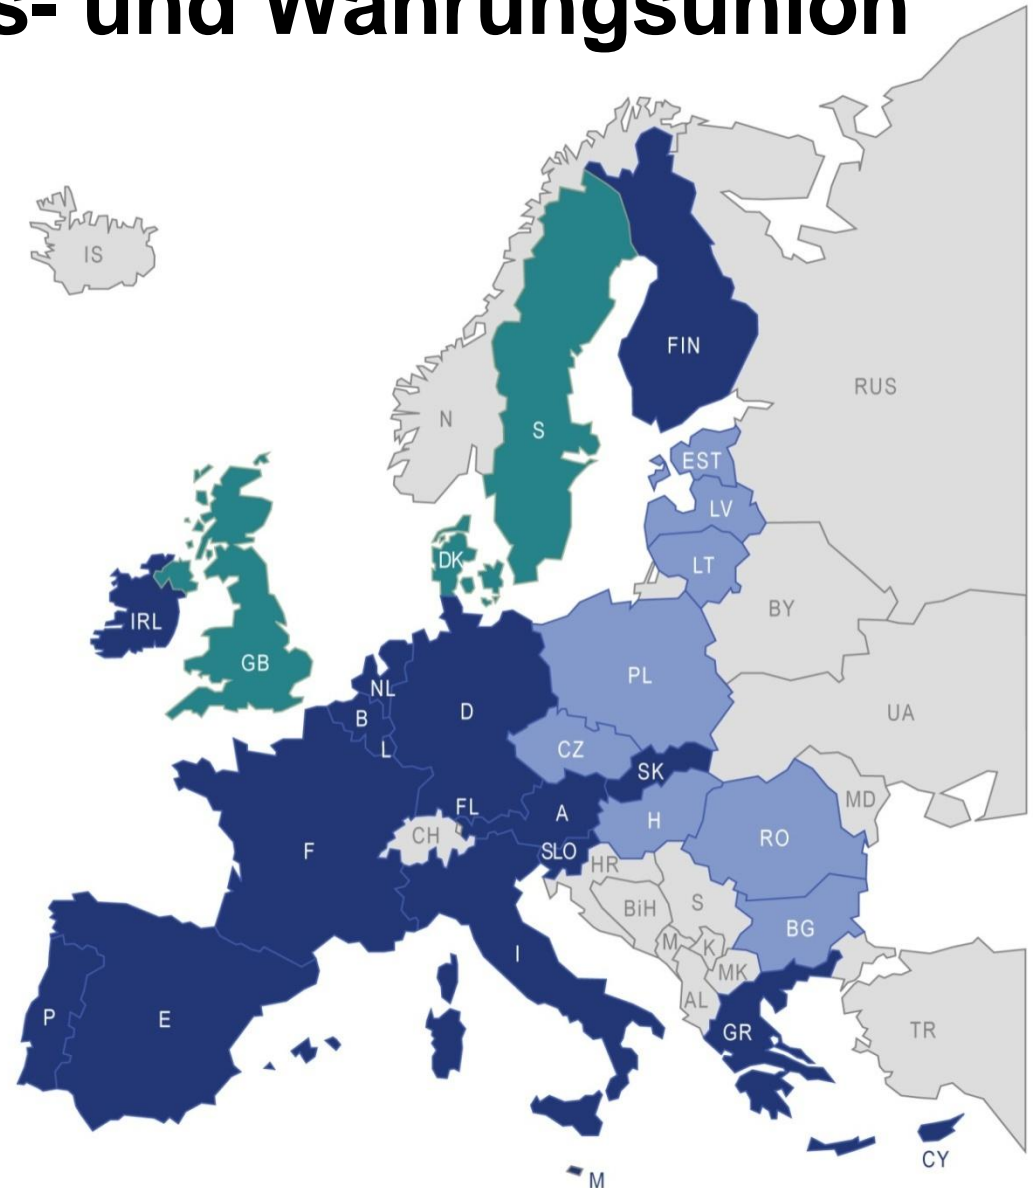 s- und Währungsunion
IS
FIN
RUS
N
S
EST
LV
DK
LT
BY
IRL
GB
PL
NL
D
B
UA
L
CZ
SK
FL
MD
A
H
CH
RO
F
SLO
HR
S
BiH
BG
M
K
I
MK
AL
P
E
GR
TR
CY
M